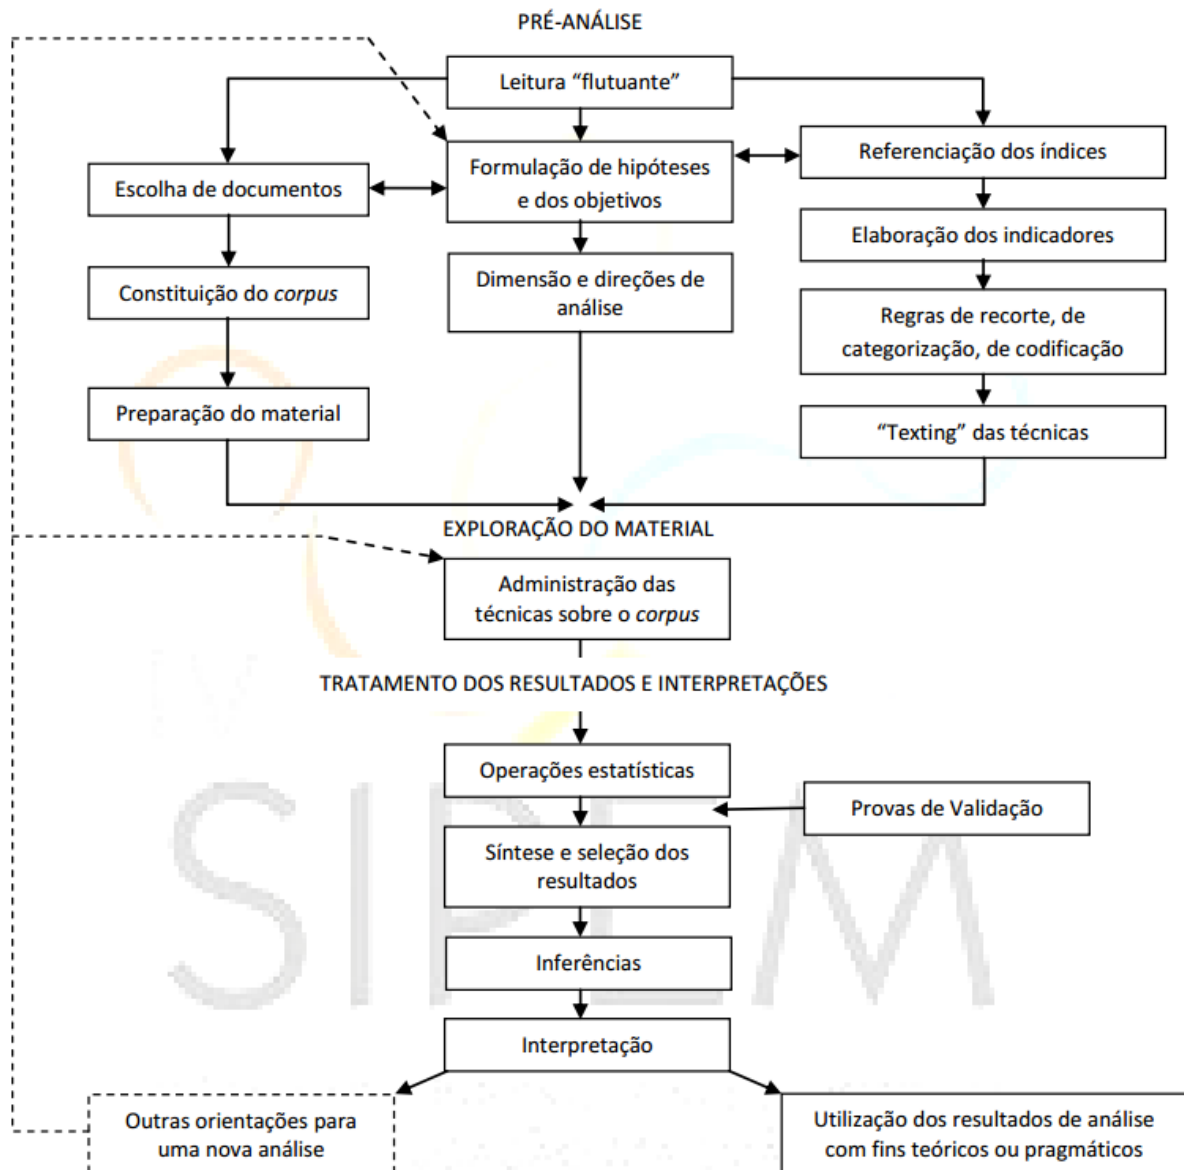 PRÉ-ANÁLISE
Leitura “flutuante”
Escolha de documentos
Formulação de hipóteses
e dos objetivos
Referenciação dos índices
Constituição do corpus
Dimensão e direções de
análise
Elaboração dos indicadores
Regras de recorte, de
categorização, de codificação
Preparação do material
“Texting” das técnicas
EXPLORAÇÃO DO MATERIAL
Administração das
técnicas sobre o corpus
TRATAMENTO DOS RESULTADOS E INTERPRETAÇÕES
Operações estatísticas
Provas de Validação
Síntese e seleção dos
resultados
Inferências
Interpretação
Outras orientações para
uma nova análise
Utilização dos resultados de análise
com fins teóricos ou pragmáticos
SIPEM